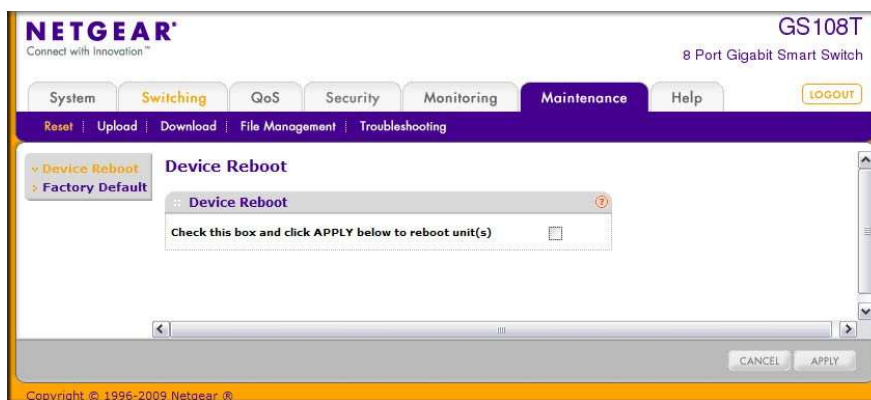 NETGEAR®
Connect with Innovation™
GS108T
8 Port Gigabit Smart Switch
System Switching QoS Security Monitoring Maintenance Help LOGOUT
Reset Upload Download File Management Troubleshooting
Device Reboot
Factory Default
Device Reboot
Device Reboot ?
Check this box and click APPLY below to reboot unit(s)
CANCEL APPLY
Copyright © 1996-2009 Netgear ®